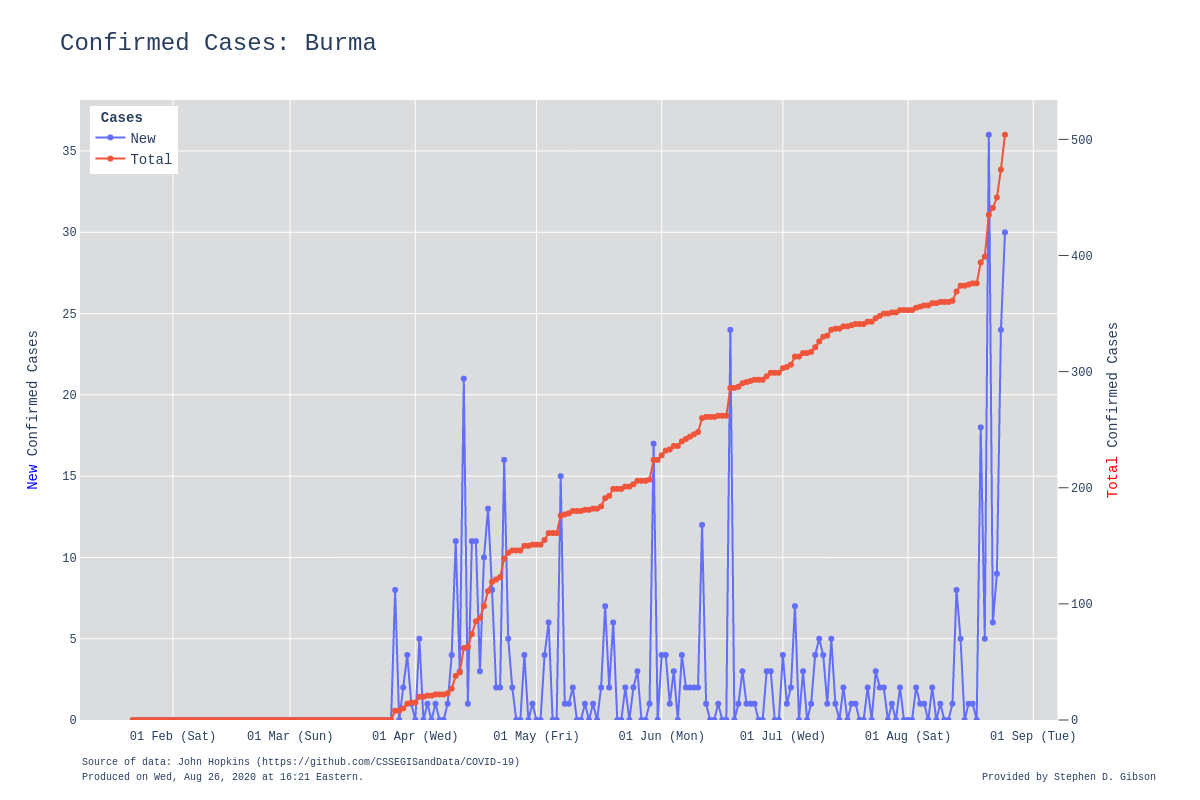 Confirmed Cases: Burma
Cases
New
Total
35
30
25
20
15
10
5
0
500
400
300
200
100
0
New Confirmed Cases
Total Confirmed Cases
01 Feb (Sat) 01 Mar (Sun) 01 Apr (Wed) 01 May (Fri) 01 Jun (Mon) 01 Jul (Wed) 01 Aug (Sat) 01 Sep (Tue)
Source of data: John Hopkins (https://github.com/CSSEGISandData/COVID-19)
Produced on Wed, Aug 26, 2020 at 16:21 Eastern.
Provided by Stephen D. Gibson